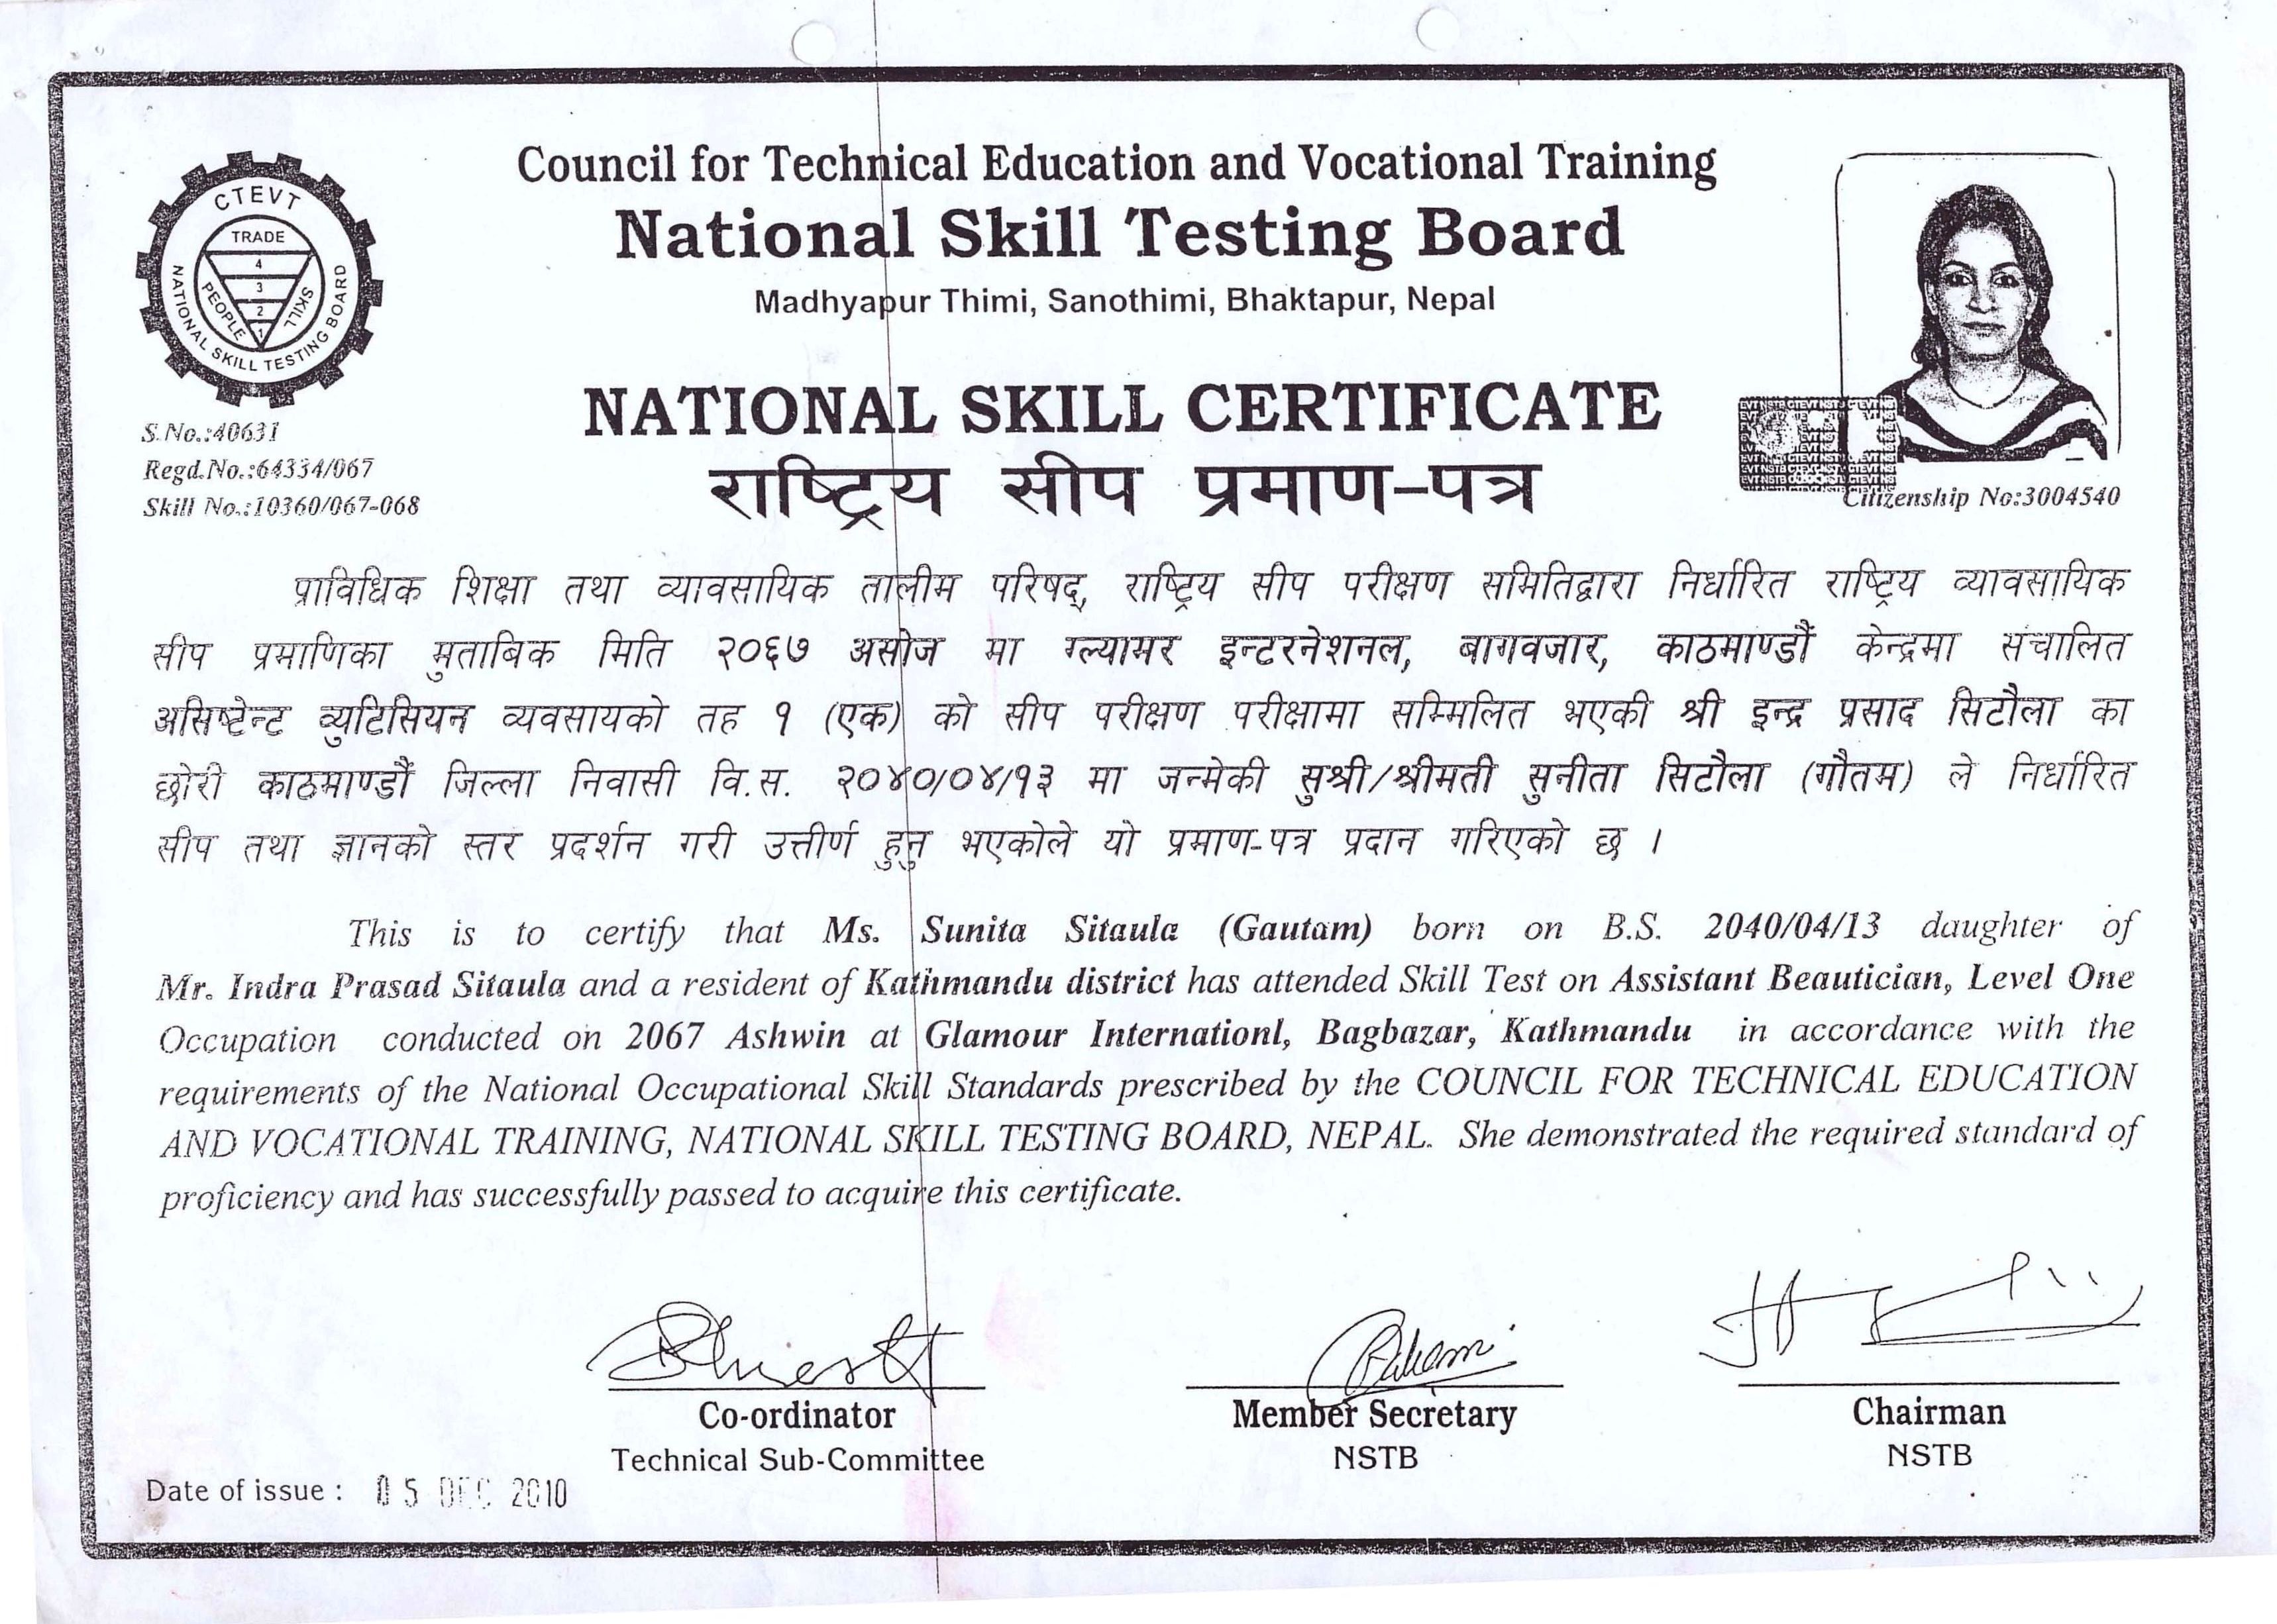 Council for Technical Education and Vocational Training
National Skill Testing Board
Madhyapur Thimi, Sanothimi, Bhaktapur, Nepal
CTEVT
NATIONAL SKILL TESTING BOARD
TRADE
PEOPLE
SKILL
4
3
2
1
S.No.:40631
Regd.No.:64334/067
Skill No.:10360/067-068
NATIONAL SKILL CERTIFICATE
राष्ट्रिय सीप प्रमाण-पत्र
Citizenship No:3004540
प्राविधिक शिक्षा तथा व्यावसायिक तालीम परिषद्, राष्ट्रिय सीप परीक्षण समितिद्वारा निर्धारित राष्ट्रिय व्यावसायिक
सीप प्रमाणिका मुताबिक मिति २०६७ असोज मा ग्ल्यामर इन्टरनेशनल, बागवजार, काठमाण्डौं केन्द्रमा संचालित
असिष्टेन्ट व्युटिसियन व्यवसायको तह १ (एक) को सीप परीक्षण परीक्षामा सम्मिलित भएकी श्री इन्द्र प्रसाद सिटौला का
छोरी काठमाण्डौं जिल्ला निवासी वि.स. २०४०/०४/१३ मा जन्मेकी सुश्री/श्रीमती सुनीता सिटौला (गौतम) ले निर्धारित
सीप तथा ज्ञानको स्तर प्रदर्शन गरी उत्तीर्ण हुनु भएकोले यो प्रमाण-पत्र प्रदान गरिएको छ ।
This is to certify that Ms. Sunita Sitaula (Gautam) born on B.S. 2040/04/13 daughter of
Mr. Indra Prasad Sitaula and a resident of Kathmandu district has attended Skill Test on Assistant Beautician, Level One
Occupation conducted on 2067 Ashwin at Glamour Internationl, Bagbazar, Kathmandu in accordance with the
requirements of the National Occupational Skill Standards prescribed by the COUNCIL FOR TECHNICAL EDUCATION
AND VOCATIONAL TRAINING, NATIONAL SKILL TESTING BOARD, NEPAL. She demonstrated the required standard of
proficiency and has successfully passed to acquire this certificate.
Co-ordinator
Technical Sub-Committee
Member Secretary
NSTB
Chairman
NSTB
Date of issue : 05 DEC 2010